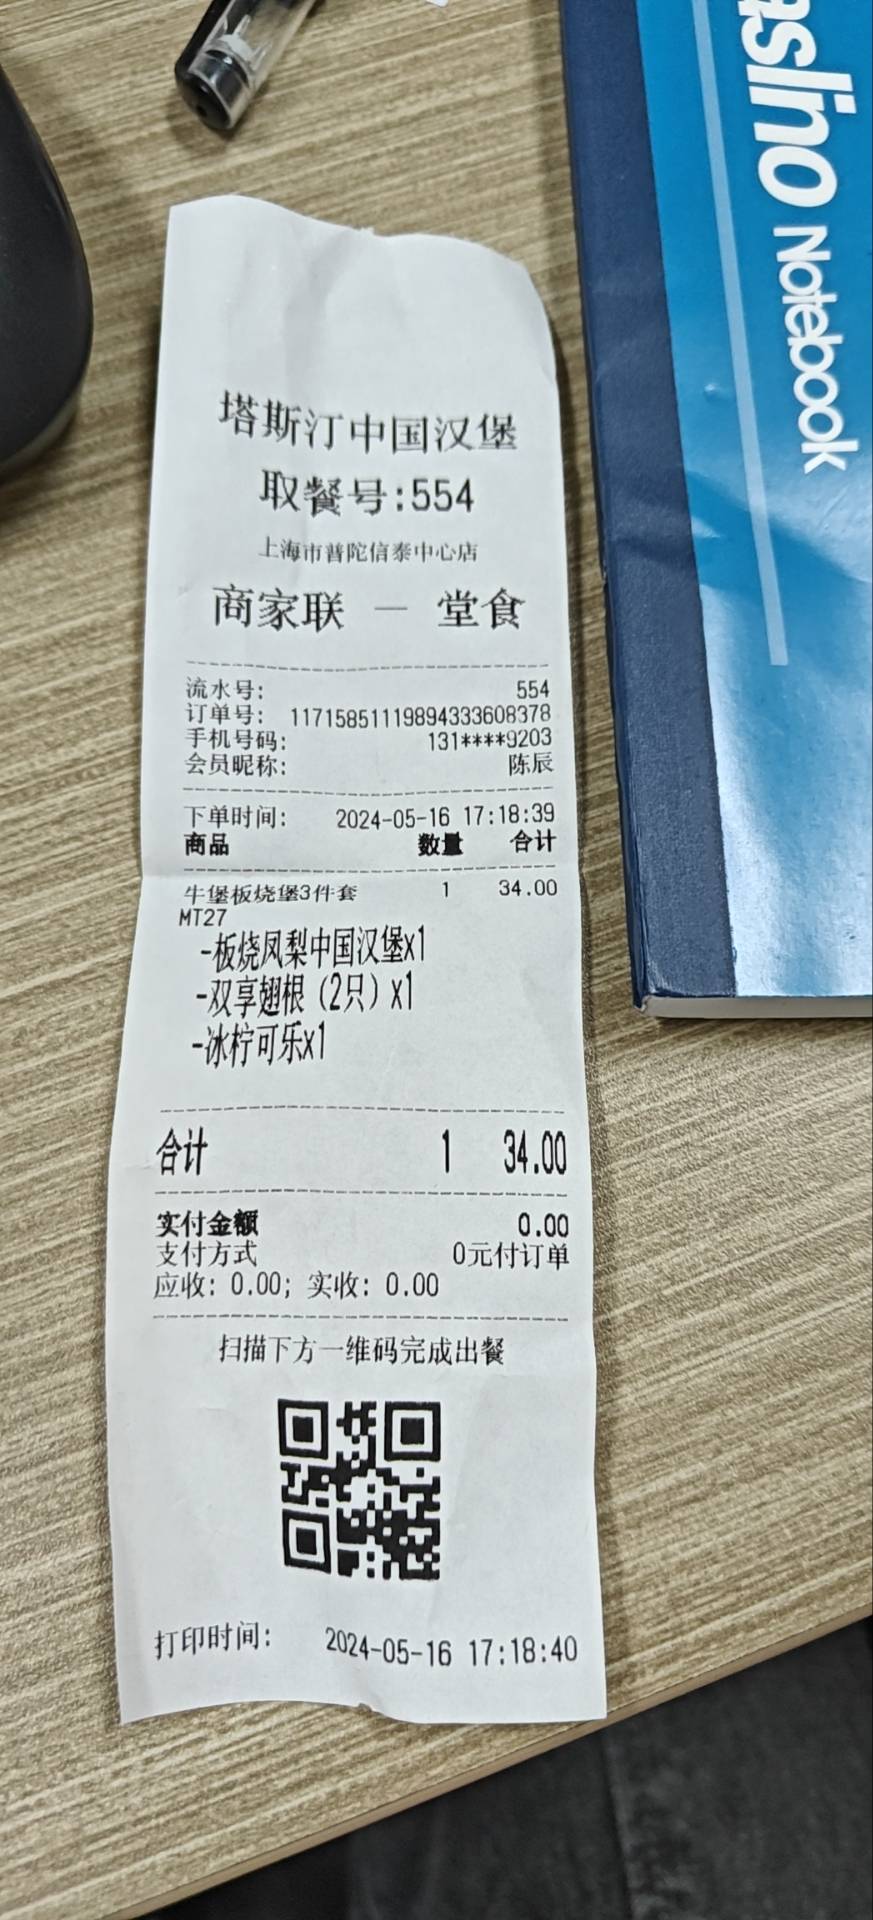 塔斯汀中国汉堡
取餐号:554
上海市普陀信泰中心店
商家联 — 堂食
流水号: 554
订单号: 1171585111989433​3608378
手机号码: 131****9203
会员昵称: 陈辰
下单时间: 2024-05-16 17:18:39
商品 数量 合计
牛堡板烧堡3件套 1 34.00
MT27
-板烧凤梨中国汉堡x1
-双享翅根（2只）x1
-冰柠可乐x1
合计 1 34.00
实付金额 0.00
支付方式 0元付订单
应收: 0.00; 实收: 0.00
扫描下方一维码完成出餐
打印时间: 2024-05-16 17:18:40
aslino Notebook